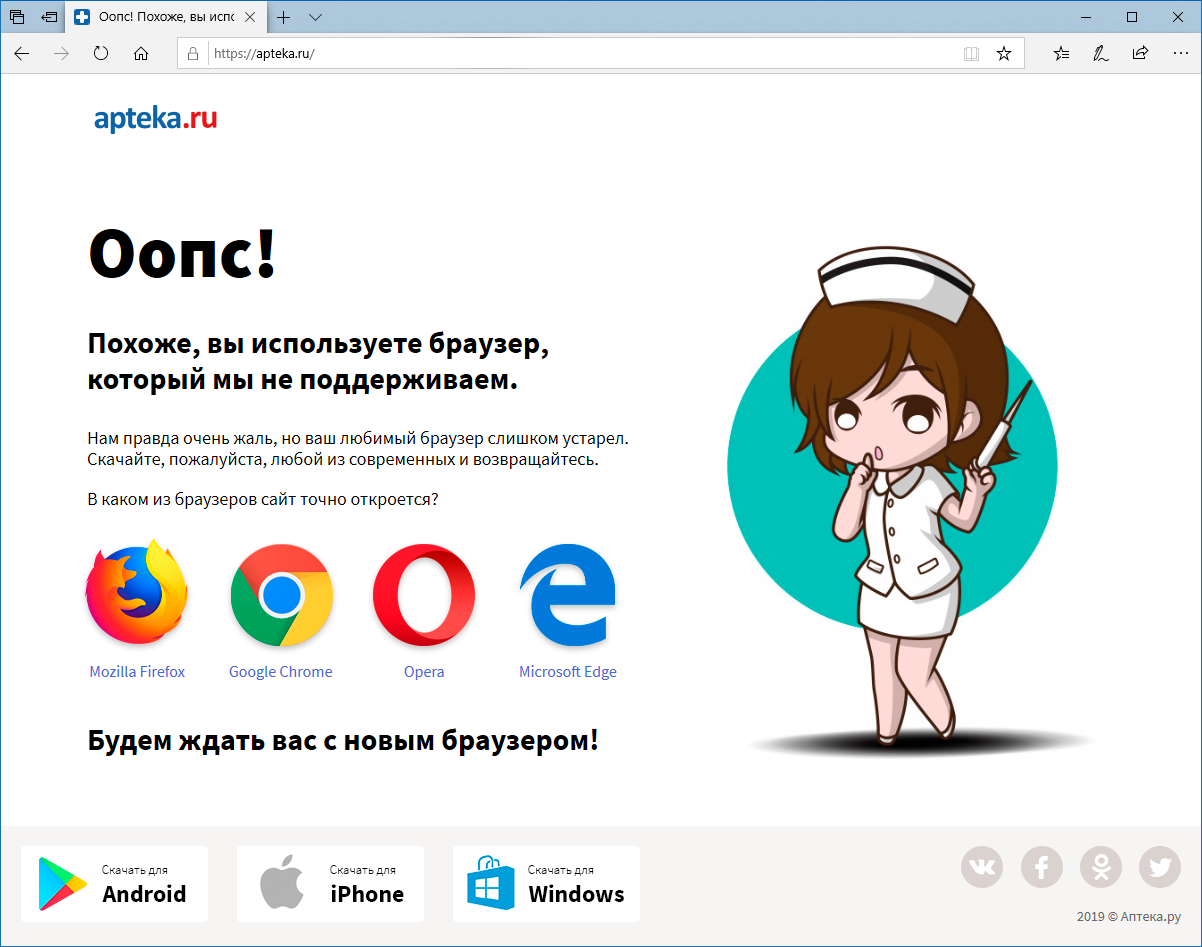 Оопс! Похоже, вы испо
https://apteka.ru/
apteka.ru
Оопс!
Похоже, вы используете браузер,
который мы не поддерживаем.
Нам правда очень жаль, но ваш любимый браузер слишком устарел.
Скачайте, пожалуйста, любой из современных и возвращайтесь.
В каком из браузеров сайт точно откроется?
Mozilla Firefox
Google Chrome
Opera
Microsoft Edge
Будем ждать вас с новым браузером!
Скачать для
Android
Скачать для
iPhone
Скачать для
Windows
2019 © Аптека.ру